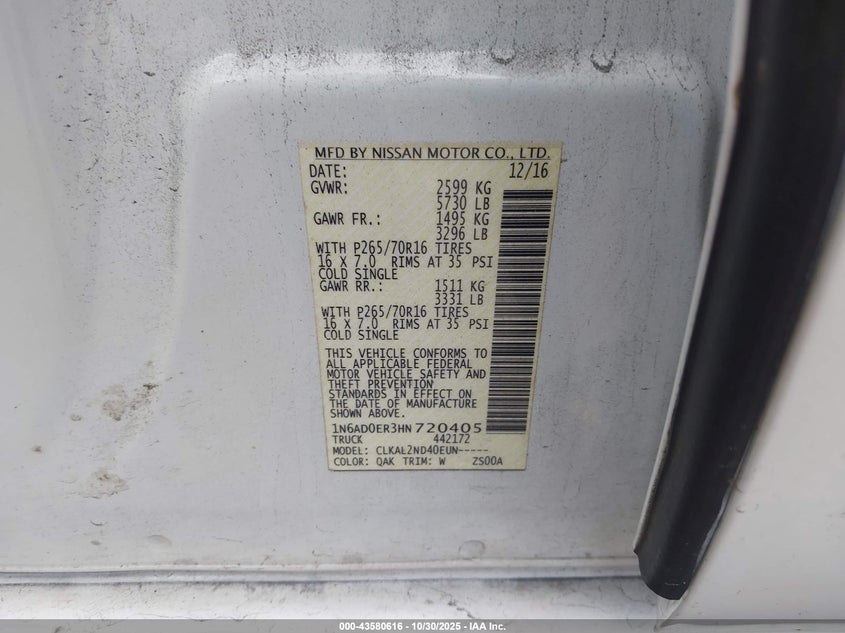 MFD BY NISSAN MOTOR CO., LTD.
DATE: 12/16
GVWR: 2599 KG
5730 LB
GAWR FR.: 1495 KG
3296 LB
WITH P265/70R16 TIRES
16 X 7.0 RIMS AT 35 PSI
COLD SINGLE
GAWR RR.: 1511 KG
3331 LB
WITH P265/70R16 TIRES
16 X 7.0 RIMS AT 35 PSI
COLD SINGLE
THIS VEHICLE CONFORMS TO
ALL APPLICABLE FEDERAL
MOTOR VEHICLE SAFETY AND
THEFT PREVENTION
STANDARDS IN EFFECT ON
THE DATE OF MANUFACTURE
SHOWN ABOVE.
1N6AD0ER3HN720405
TRUCK 442172
MODEL: CLKAL2ND40EUN-----
COLOR: QAK TRIM: W ZS00A
000-43580616 - 10/30/2025 - IAA Inc.